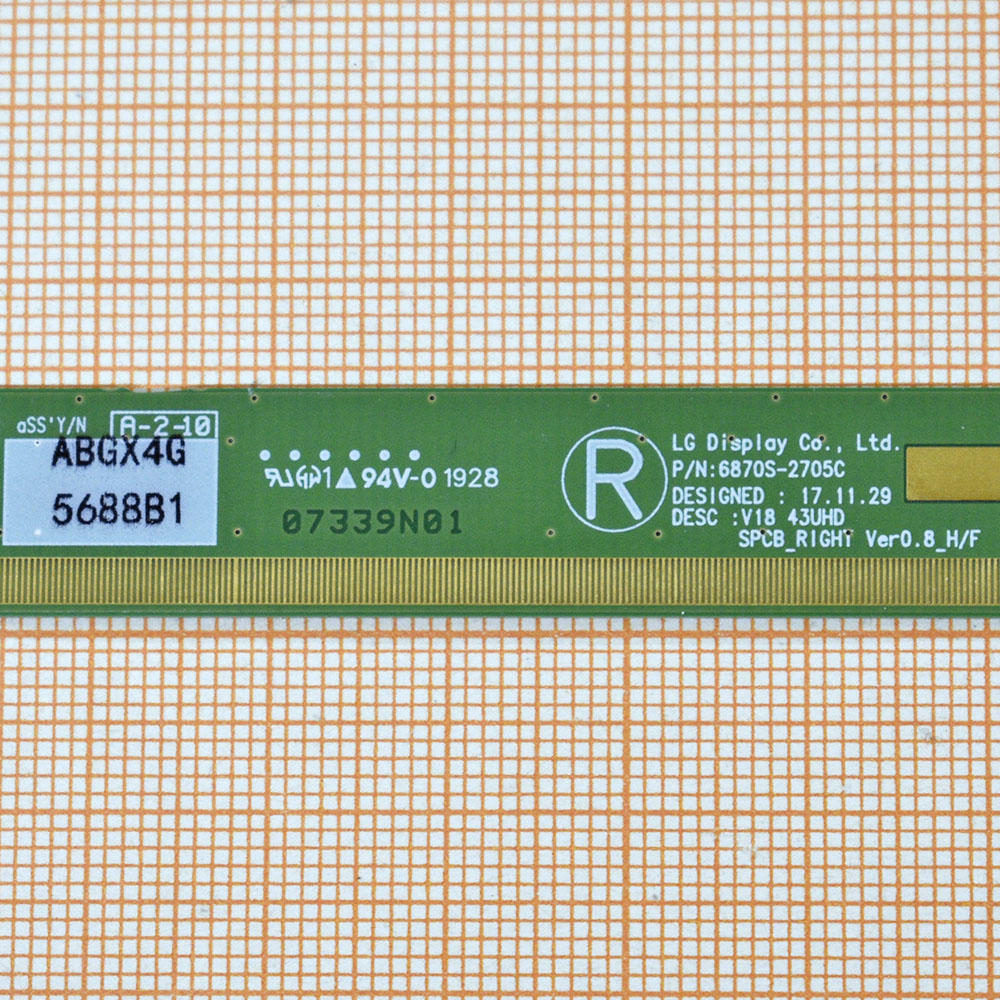 aSS'Y/N A-2-10
ABGX4G
5688B1
94V-0 1928
07339N01
R
LG Display Co., Ltd.
P/N:6870S-2705C
DESIGNED : 17.11.29
DESC :V18 43UHD
SPCB_RIGHT Ver0.8_H/F